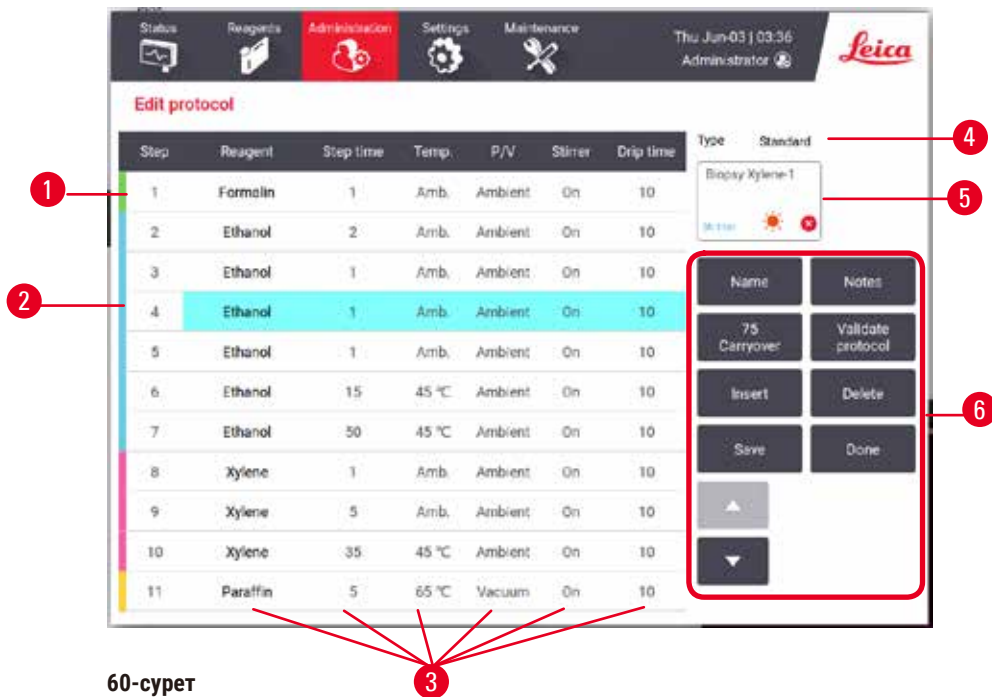 Status Reagents Administration Settings Maintenance
Thu Jun-03 | 03:36
Administrator
Leica
Edit protocol
Step Reagent Step time Temp. P/V Stirrer Drip time
1 Formalin 1 Amb. Ambient On 10
2 Ethanol 2 Amb. Ambient On 10
3 Ethanol 1 Amb. Ambient On 10
4 Ethanol 1 Amb. Ambient On 10
5 Ethanol 1 Amb. Ambient On 10
6 Ethanol 15 45 °C Ambient On 10
7 Ethanol 50 45 °C Ambient On 10
8 Xylene 1 Amb. Ambient On 10
9 Xylene 5 Amb. Ambient On 10
10 Xylene 35 45 °C Ambient On 10
11 Paraffin 5 65 °C Vacuum On 10
Type Standard
Biopsy Xylene-1
Name Notes
75
Carryover
Validate
protocol
Insert Delete
Save Done
1
2
3
4
5
6
60-сурет